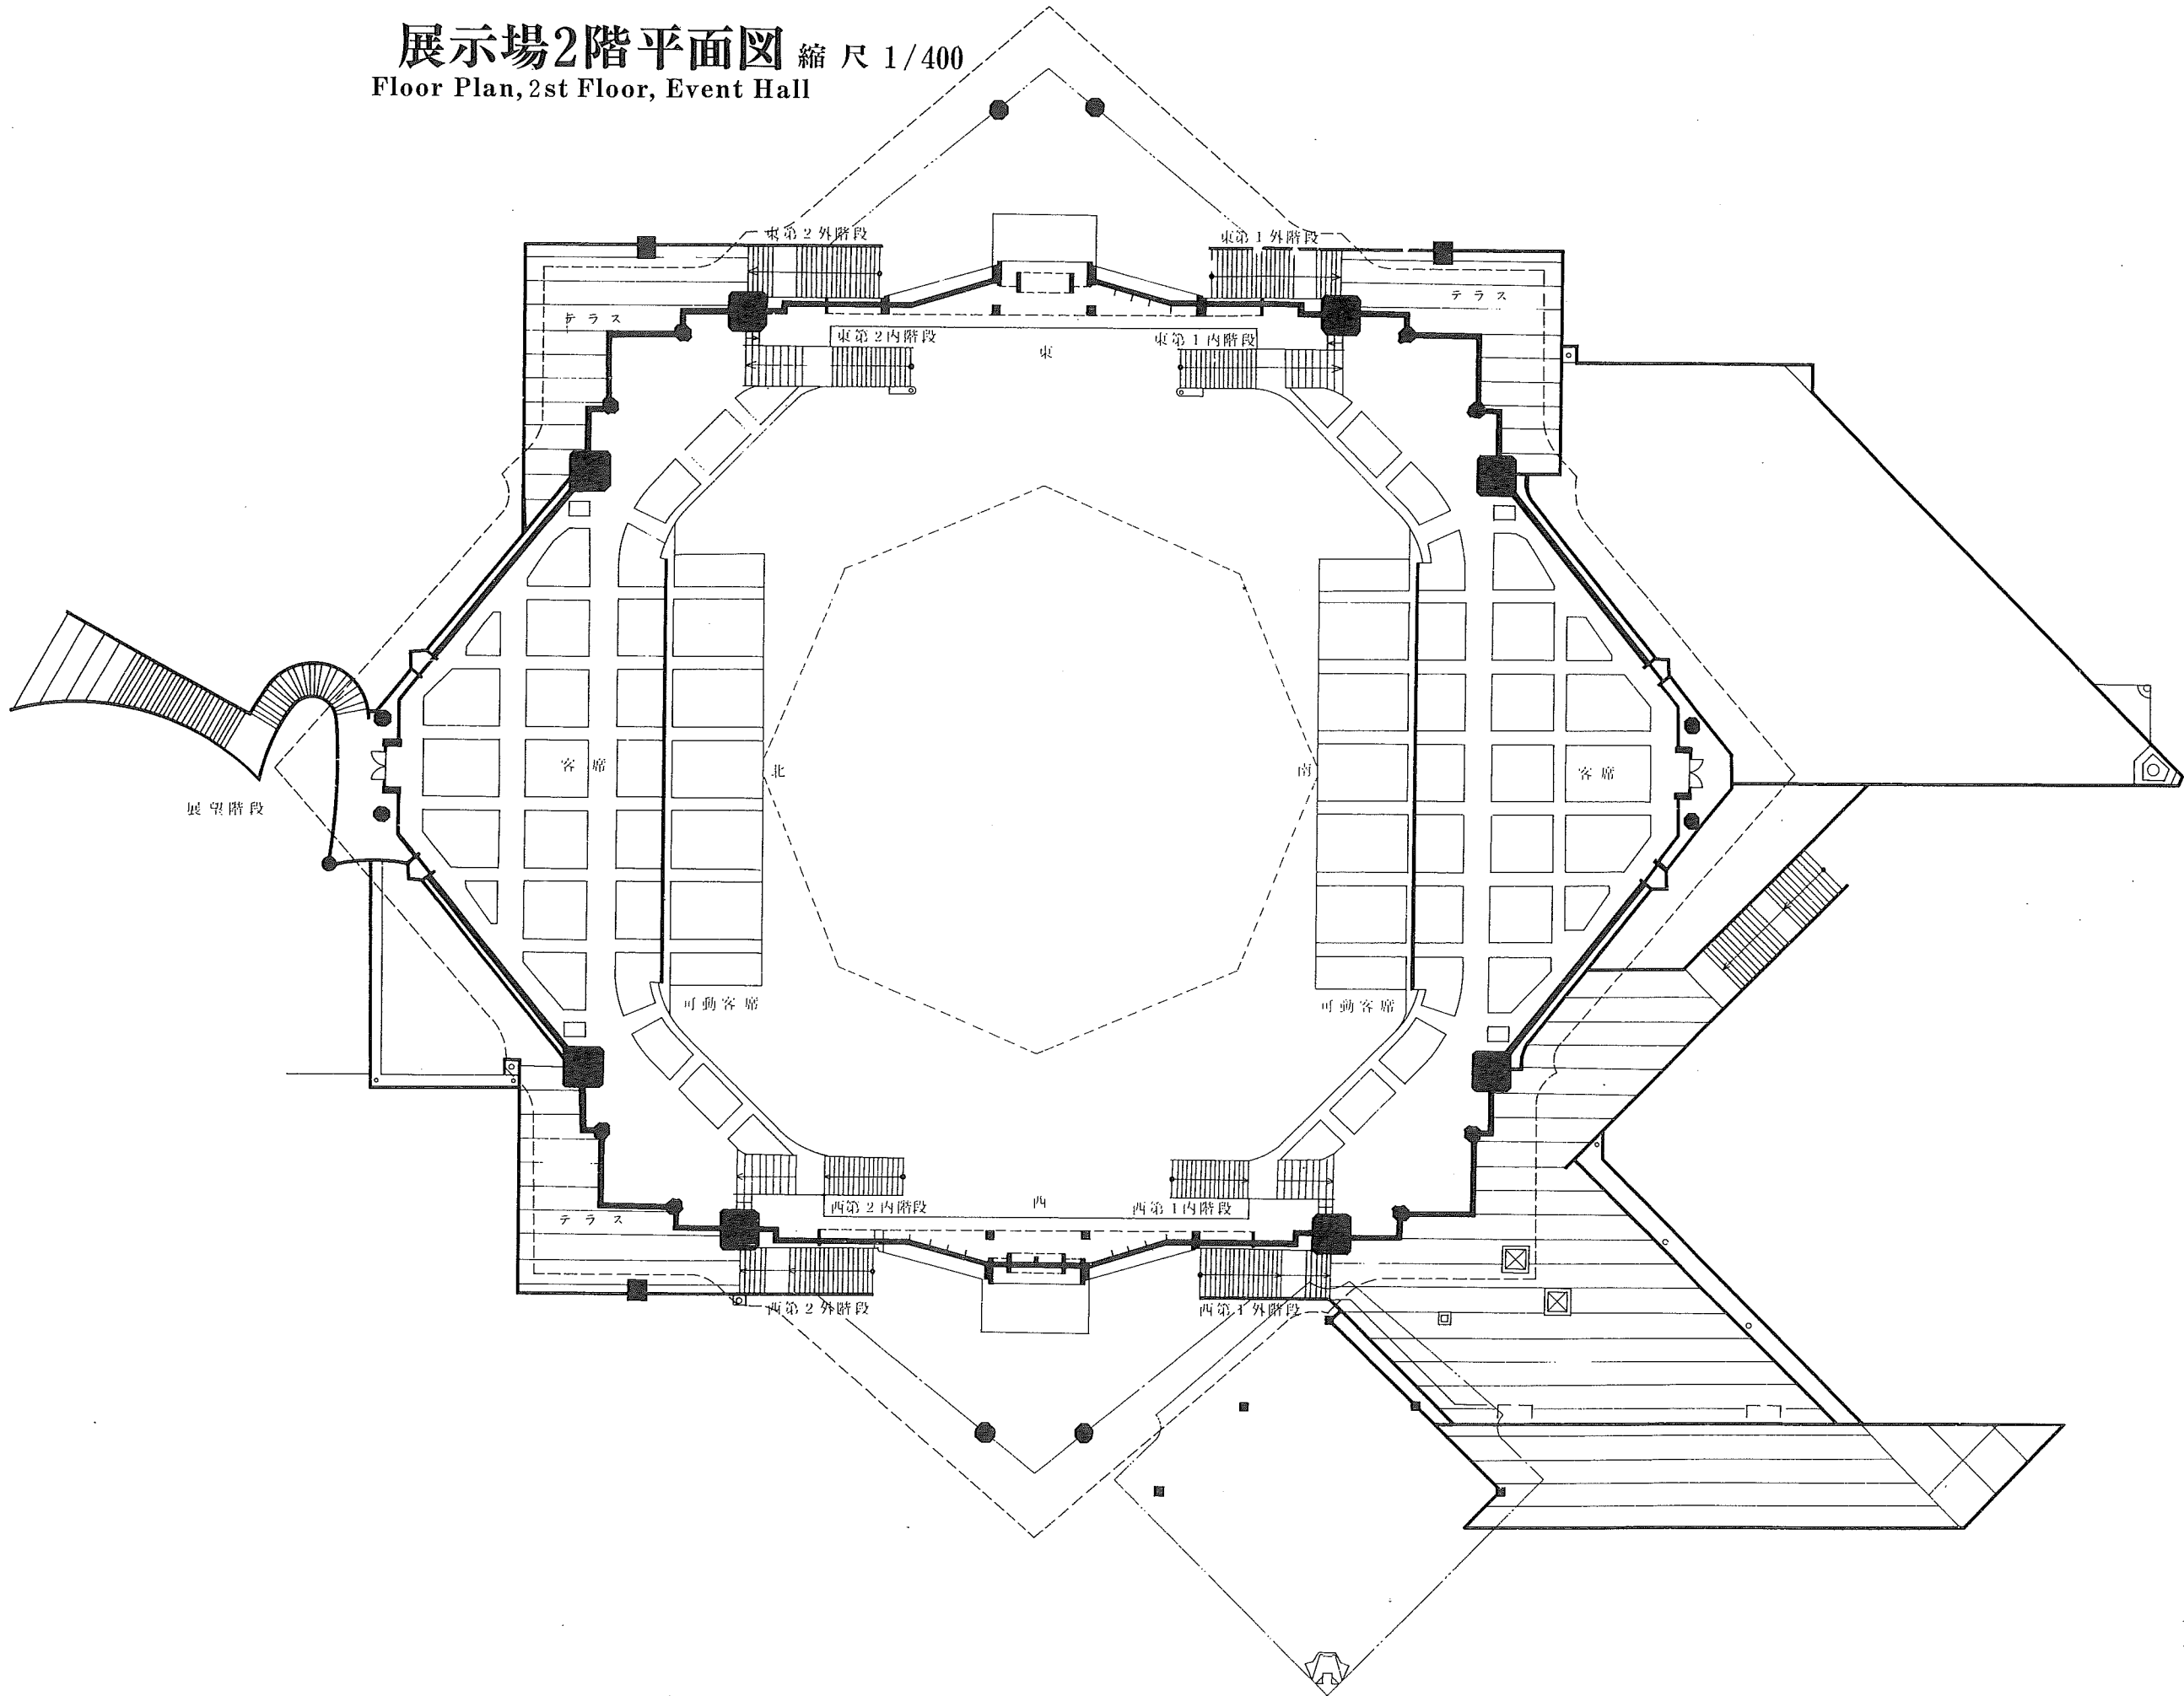 展示場2階平面図 縮尺 1/400
Floor Plan, 2st Floor, Event Hall
東第2外階段
東第1外階段
テラス
テラス
東第2内階段
東
東第1内階段
客席
北
南
客席
展望階段
可動客席
可動客席
西第2内階段
西
西第1内階段
テラス
西第2外階段
西第1外階段